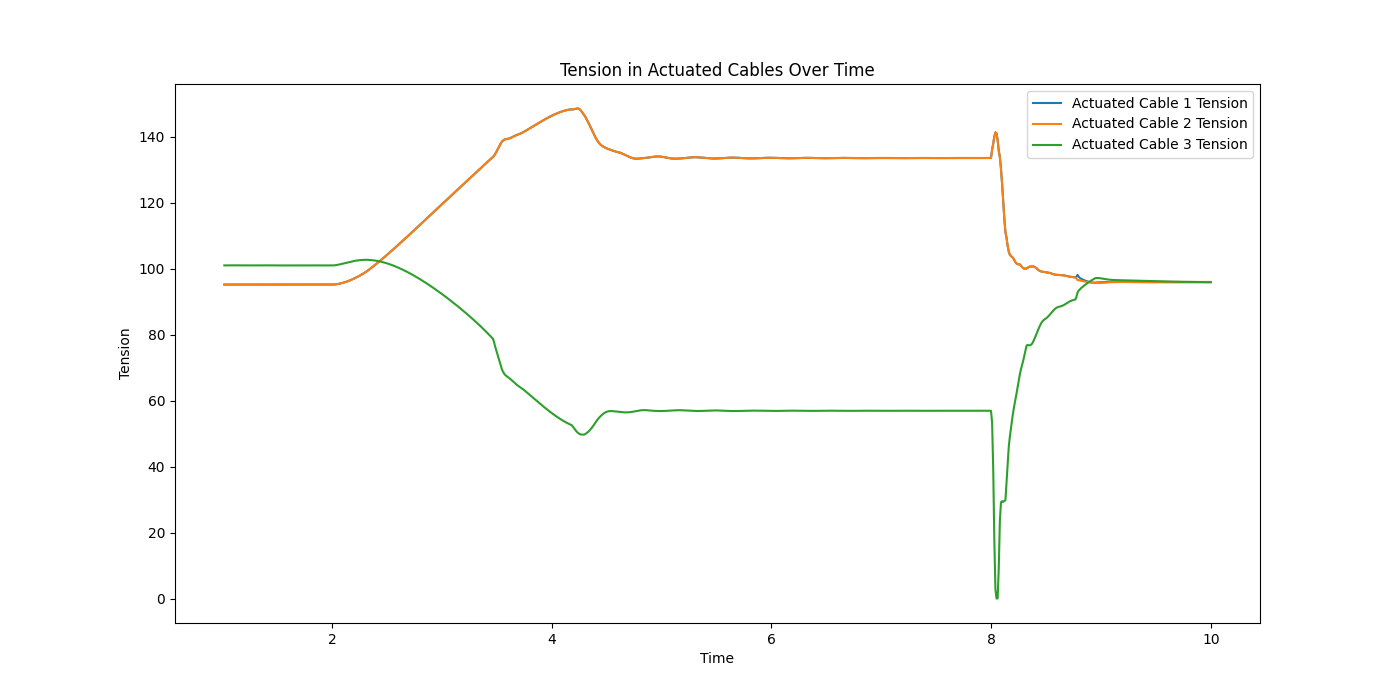 Tension in Actuated Cables Over Time
Actuated Cable 1 Tension
Actuated Cable 2 Tension
Actuated Cable 3 Tension
Tension
140
120
100
80
60
40
20
0
2 4 6 8 10
Time